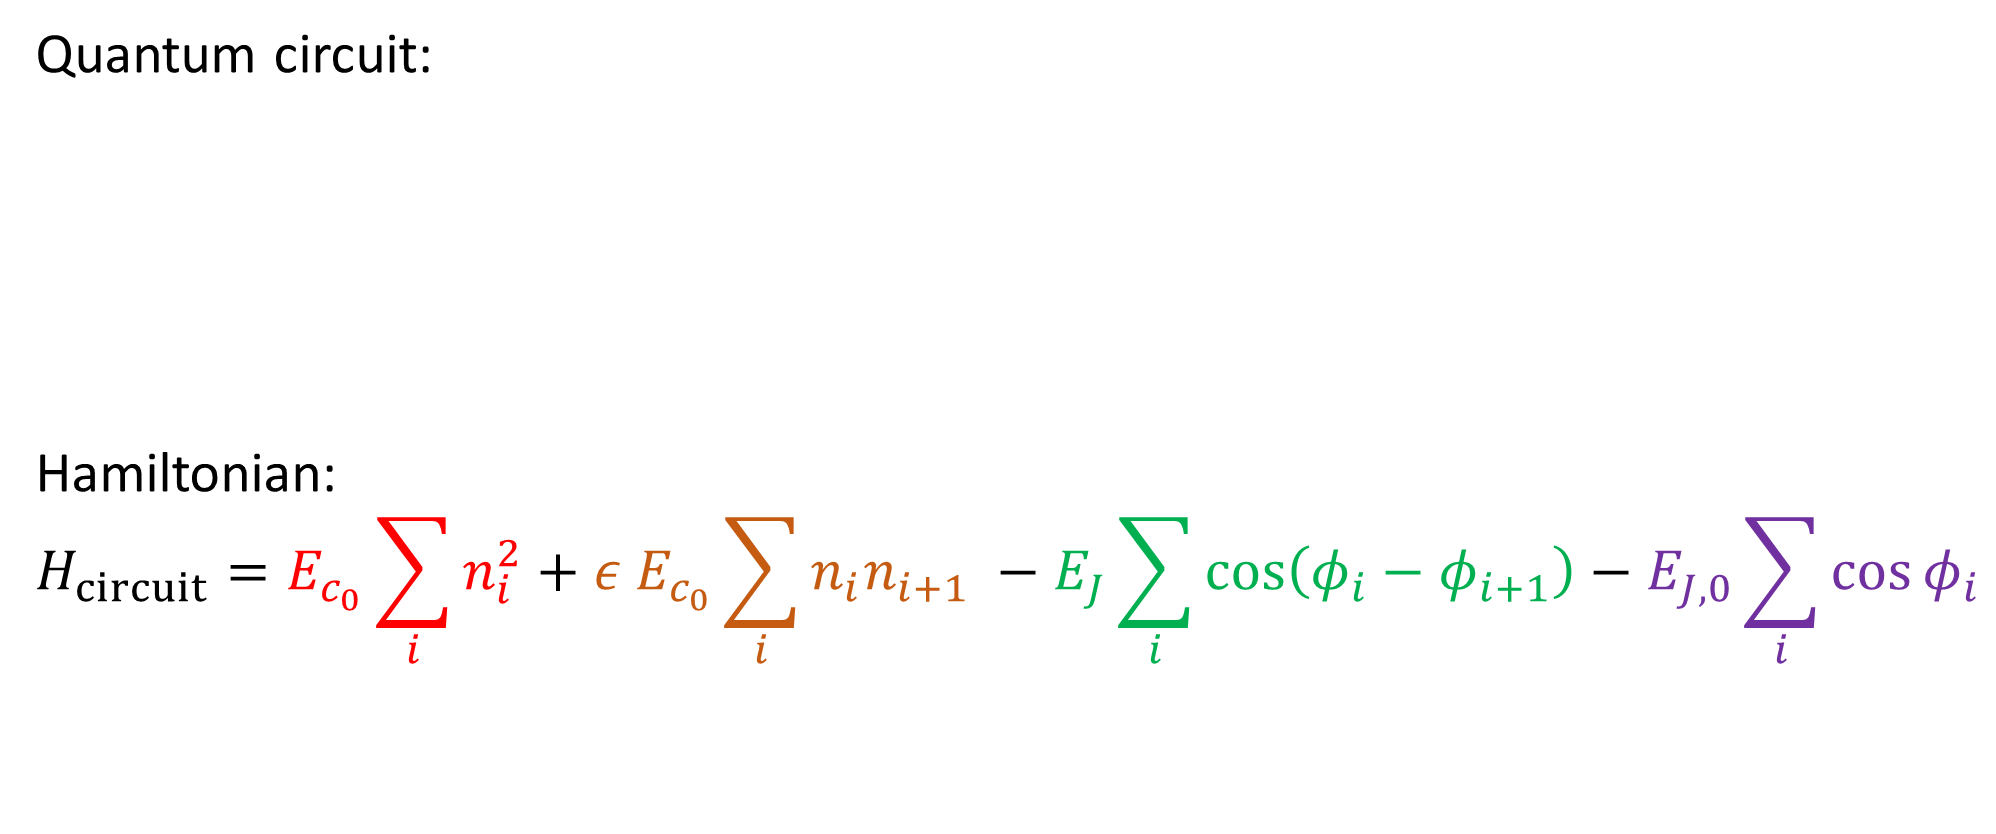 Quantum circuit:
Hamiltonian:
H_circuit = E_{c_0} ∑_i n_i^2 + ϵ E_{c_0} ∑_i n_i n_{i+1} − E_J ∑_i cos(ϕ_i − ϕ_{i+1}) − E_{J,0} ∑_i cos ϕ_i